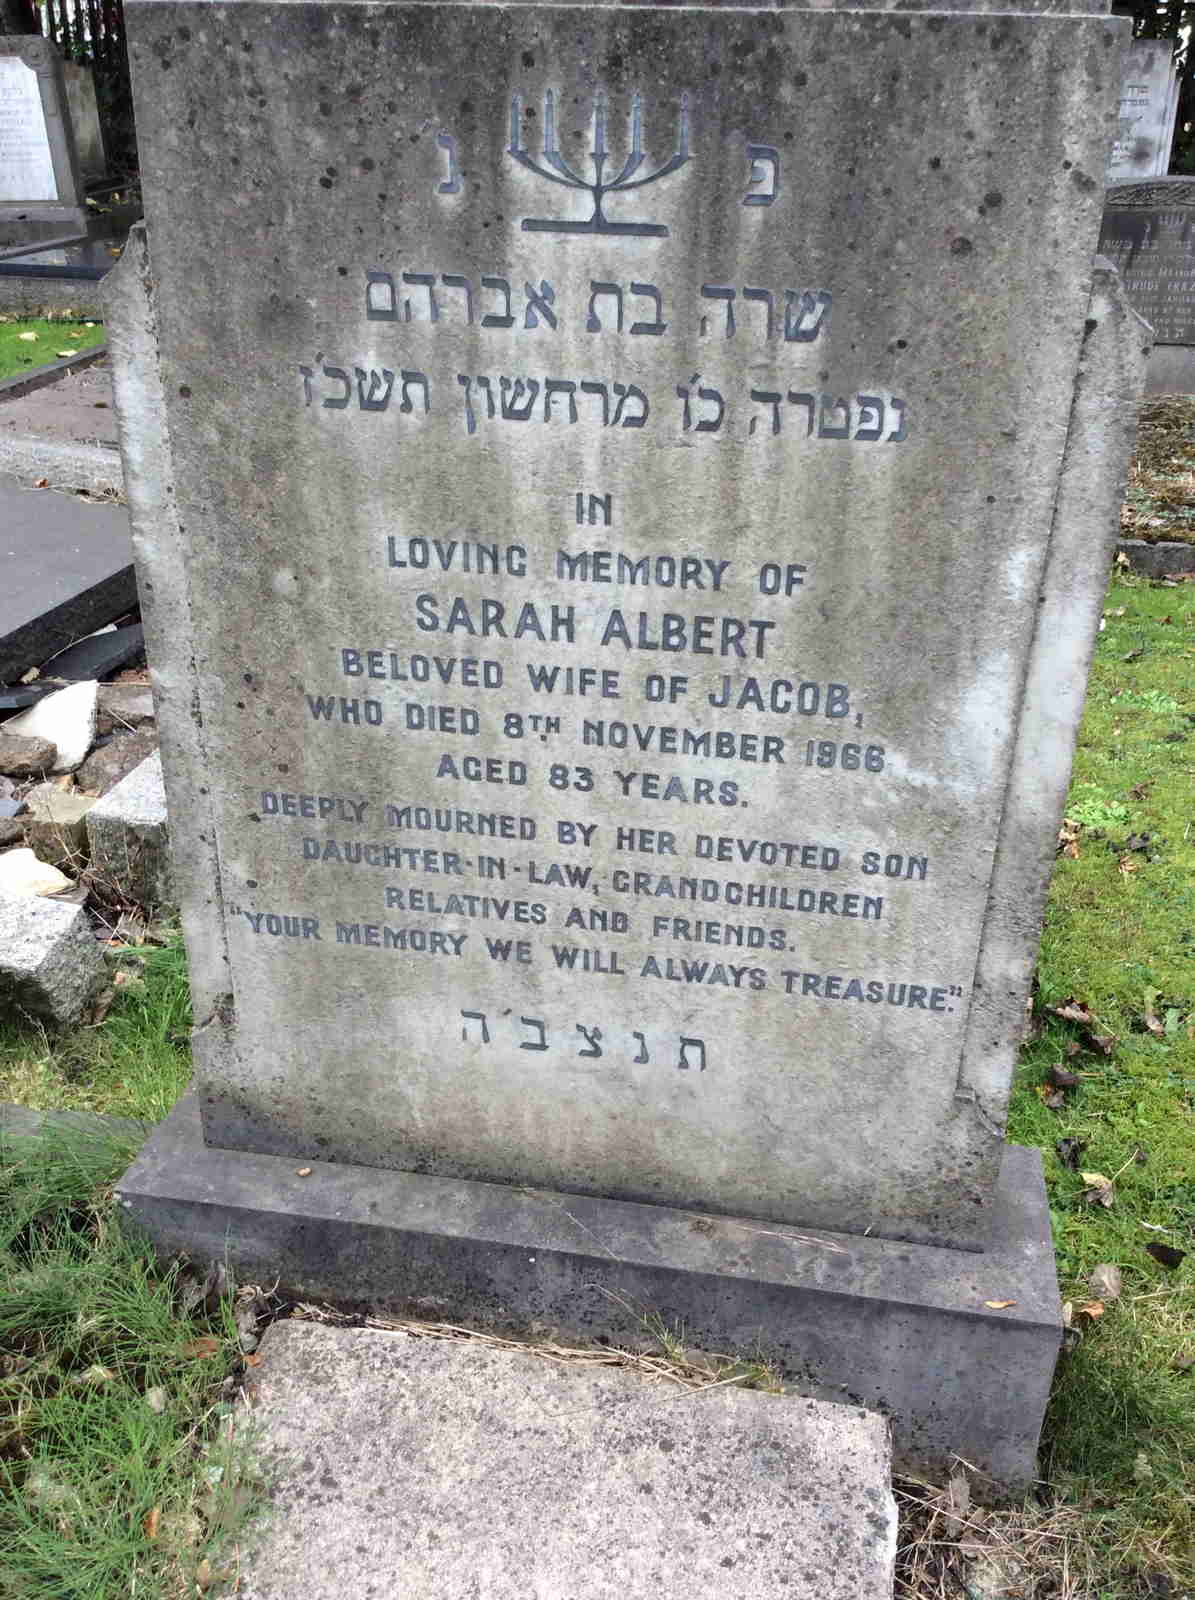 פ נ'
שרה בת אברהם
נפטרה כ'ו מרחשון תשכ'ז
IN
LOVING MEMORY OF
SARAH ALBERT
BELOVED WIFE OF JACOB,
WHO DIED 8TH NOVEMBER 1966
AGED 83 YEARS.
DEEPLY MOURNED BY HER DEVOTED SON
DAUGHTER-IN-LAW, GRANDCHILDREN
RELATIVES AND FRIENDS.
"YOUR MEMORY WE WILL ALWAYS TREASURE."
ת נ צ ב' ה